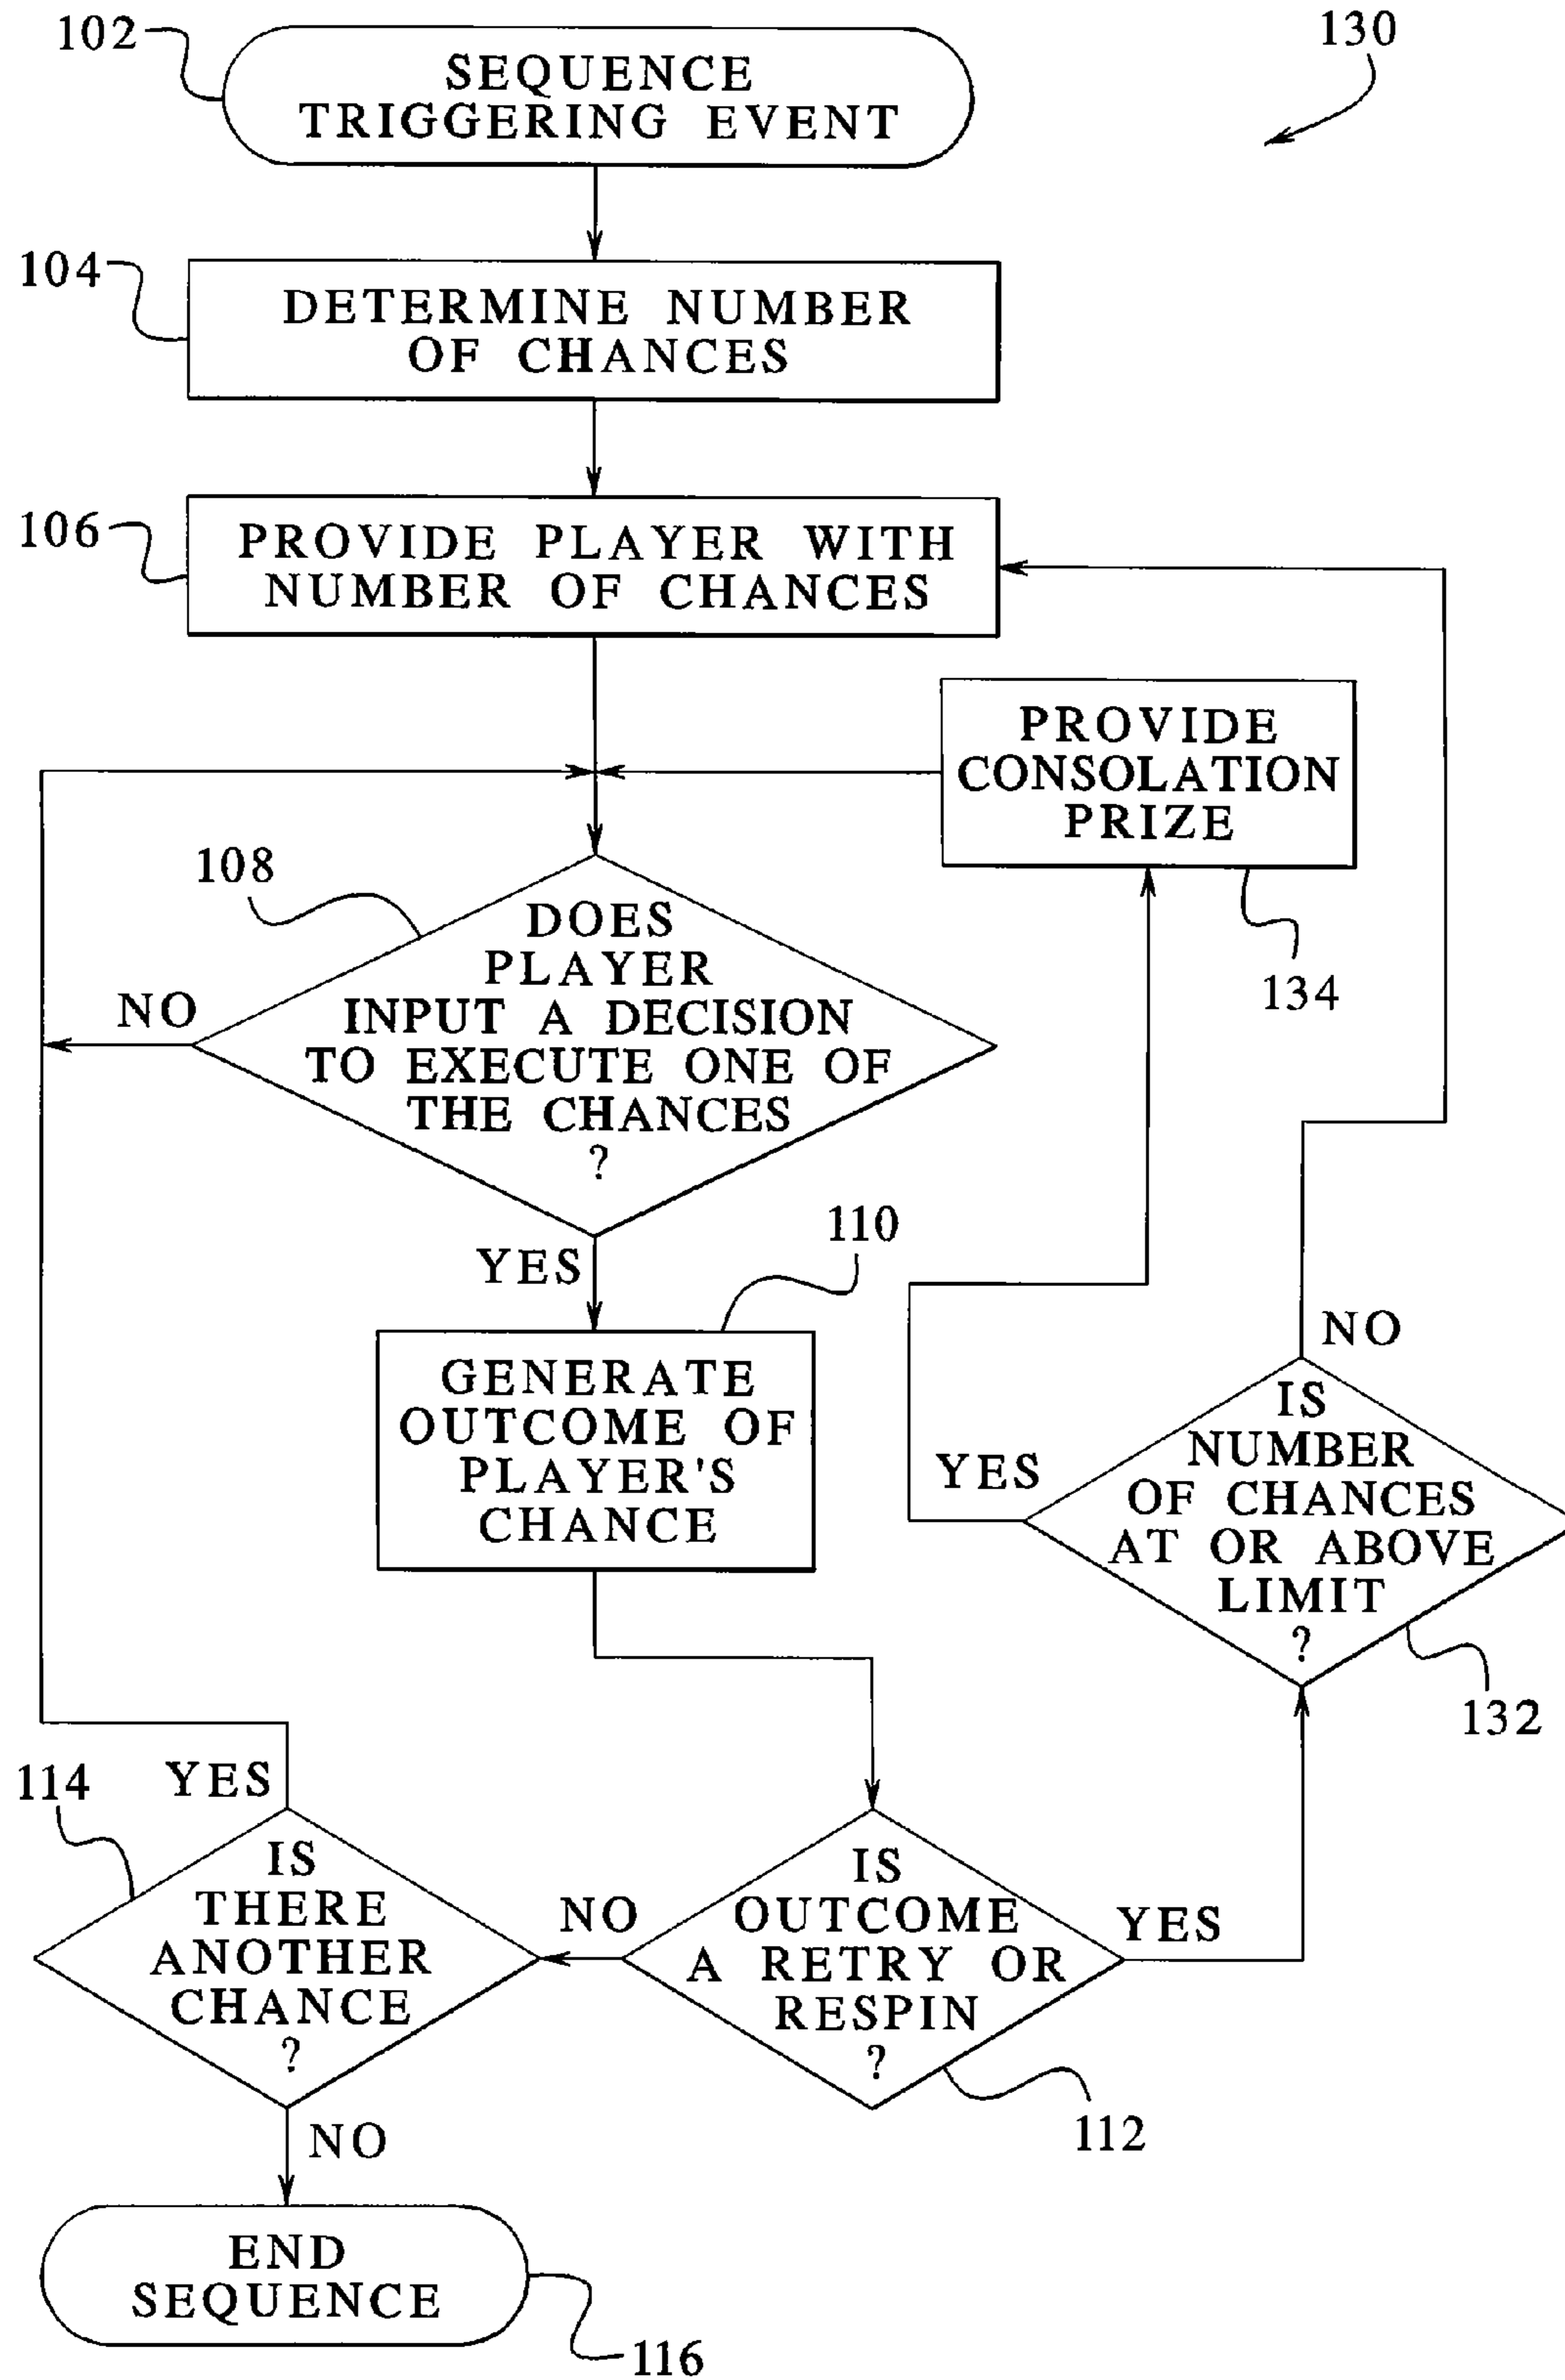 102
SEQUENCE
TRIGGERING EVENT
130
104
DETERMINE NUMBER
OF CHANCES
106
PROVIDE PLAYER WITH
NUMBER OF CHANCES
PROVIDE
CONSOLATION
PRIZE
134
108
DOES
PLAYER
INPUT A DECISION
TO EXECUTE ONE OF
THE CHANCES
?
NO
YES
110
GENERATE
OUTCOME OF
PLAYER'S
CHANCE
NO
IS
NUMBER
OF CHANCES
AT OR ABOVE
LIMIT
?
YES
132
114
YES
IS
THERE
ANOTHER
CHANCE
?
NO
IS
OUTCOME
A RETRY OR
RESPIN
?
YES
112
NO
END
SEQUENCE
116